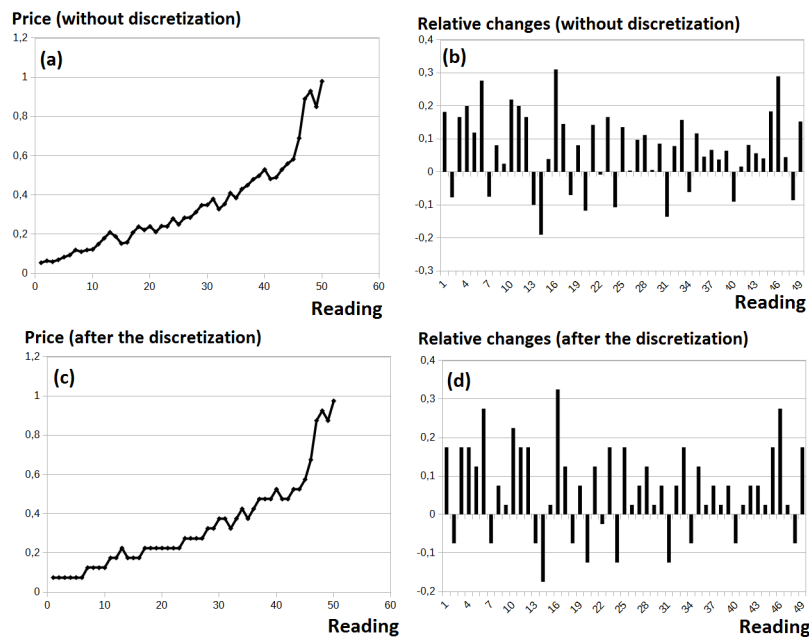 Price (without discretization)
1,2
1
0,8
0,6
0,4
0,2
0
(a)
0 10 20 30 40 50 60
Reading
Relative changes (without discretization)
0,4
0,3
0,2
0,1
0
-0,1
-0,2
-0,3
(b)
1 4 7 10 13 16 19 22 25 28 31 34 37 40 43 46 49
Reading
Price (after the discretization)
1,2
1
0,8
0,6
0,4
0,2
0
(c)
0 10 20 30 40 50 60
Reading
Relative changes (after the discretization)
0,4
0,3
0,2
0,1
0
-0,1
-0,2
(d)
1 4 7 10 13 16 19 22 25 28 31 34 37 40 43 46 49
Reading